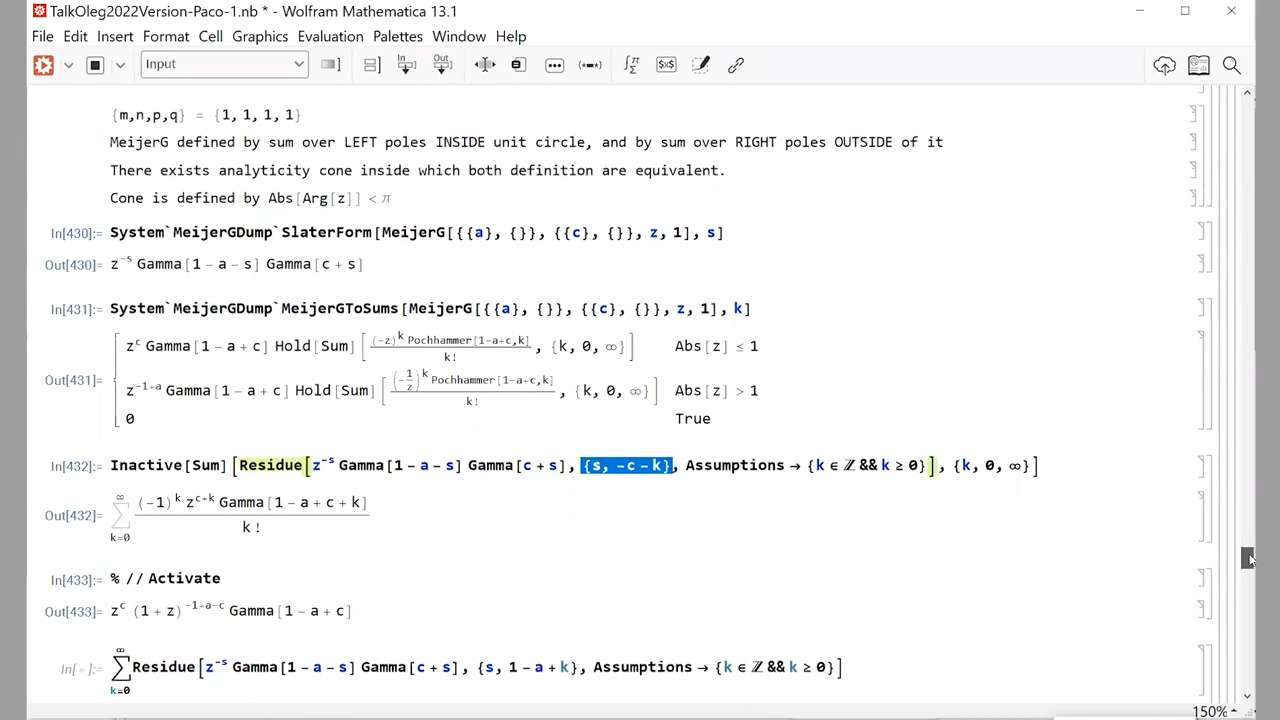 TalkOleg2022Version-Paco-1.nb * - Wolfram Mathematica 13.1
File Edit Insert Format Cell Graphics Evaluation Palettes Window Help
Input In[] Out[] $x$
{m,n,p,q} = {1, 1, 1, 1}
MeijerG defined by sum over LEFT poles INSIDE unit circle, and by sum over RIGHT poles OUTSIDE of it
There exists analyticity cone inside which both definition are equivalent.
Cone is defined by Abs[Arg[z]] < π
In[430]:= System`MeijerGDump`SlaterForm[MeijerG[{{a}, {}}, {{c}, {}}, z, 1], s]
Out[430]= z^-s Gamma[1 - a - s] Gamma[c + s]
In[431]:= System`MeijerGDump`MeijerGToSums[MeijerG[{{a}, {}}, {{c}, {}}, z, 1], k]
Out[431]= z^c Gamma[1 - a + c] Hold[Sum][(-z)^k Pochhammer[1-a+c,k] / k!, {k, 0, ∞}] Abs[z] ≤ 1
z^-1+a Gamma[1 - a + c] Hold[Sum][(-1/z)^k Pochhammer[1-a+c,k] / k!, {k, 0, ∞}] Abs[z] > 1
0 True
In[432]:= Inactive[Sum][Residue[z^-s Gamma[1 - a - s] Gamma[c + s], {s, -c - k}, Assumptions → {k ∈ ℤ && k ≥ 0}], {k, 0, ∞}]
Out[432]= ∑ k=0 ∞ (-1)^k z^c+k Gamma[1 - a + c + k] / k!
In[433]:= % // Activate
Out[433]= z^c (1 + z)^-1+a-c Gamma[1 - a + c]
In[∘]:= ∑ k=0 ∞ Residue[z^-s Gamma[1 - a - s] Gamma[c + s], {s, 1 - a + k}, Assumptions → {k ∈ ℤ && k ≥ 0}]
150%